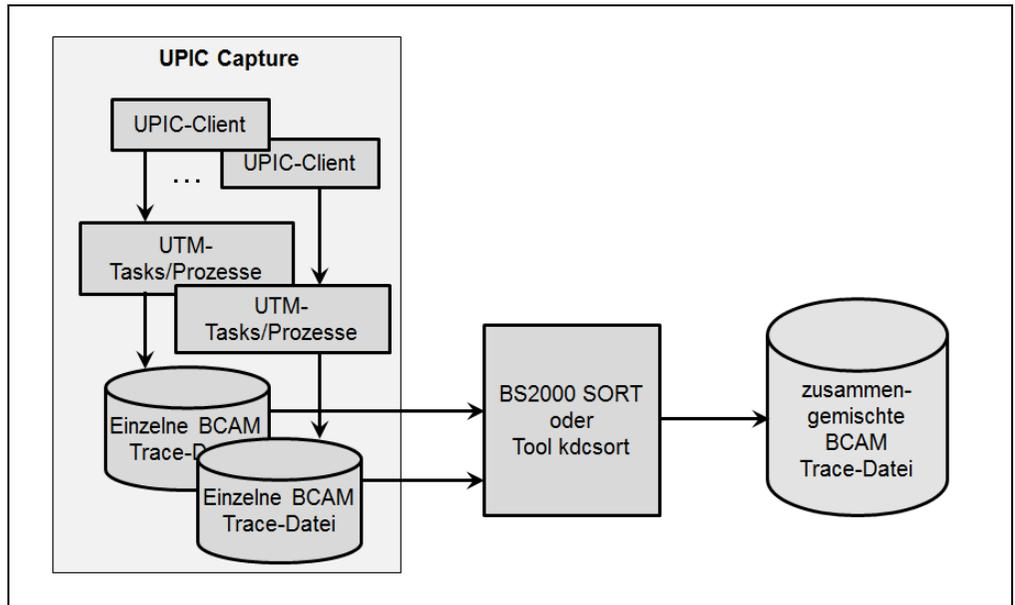 UPIC Capture
UPIC-Client
UPIC-Client
...
UTM-
Tasks/Prozesse
UTM-
Tasks/Prozesse
Einzelne BCAM
Trace-D
Einzelne BCAM
Trace-Datei
BS2000 SORT
oder
Tool kdcsort
zusammen-
gemischte
BCAM
Trace-Datei